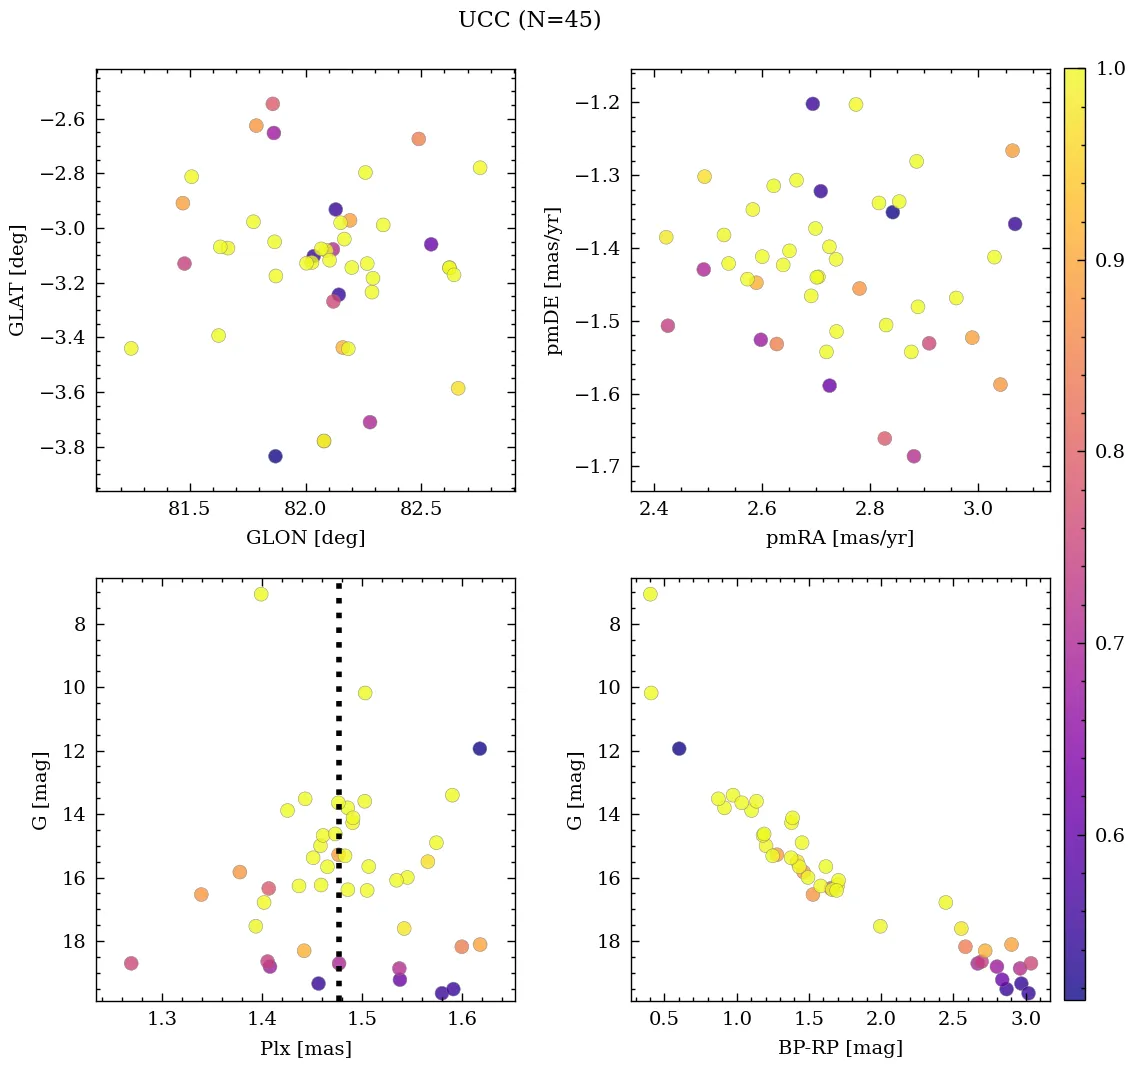 UCC (N=45)
−2.6
−2.8
−3.0
−3.2
−3.4
−3.6
−3.8
GLAT [deg]
81.5 82.0 82.5
GLON [deg]
−1.2
−1.3
−1.4
−1.5
−1.6
−1.7
pmDE [mas/yr]
2.4 2.6 2.8 3.0
pmRA [mas/yr]
1.0
0.9
0.8
0.7
0.6
8
10
12
14
16
18
G [mag]
1.3 1.4 1.5 1.6
Plx [mas]
8
10
12
14
16
18
G [mag]
0.5 1.0 1.5 2.0 2.5 3.0
BP-RP [mag]